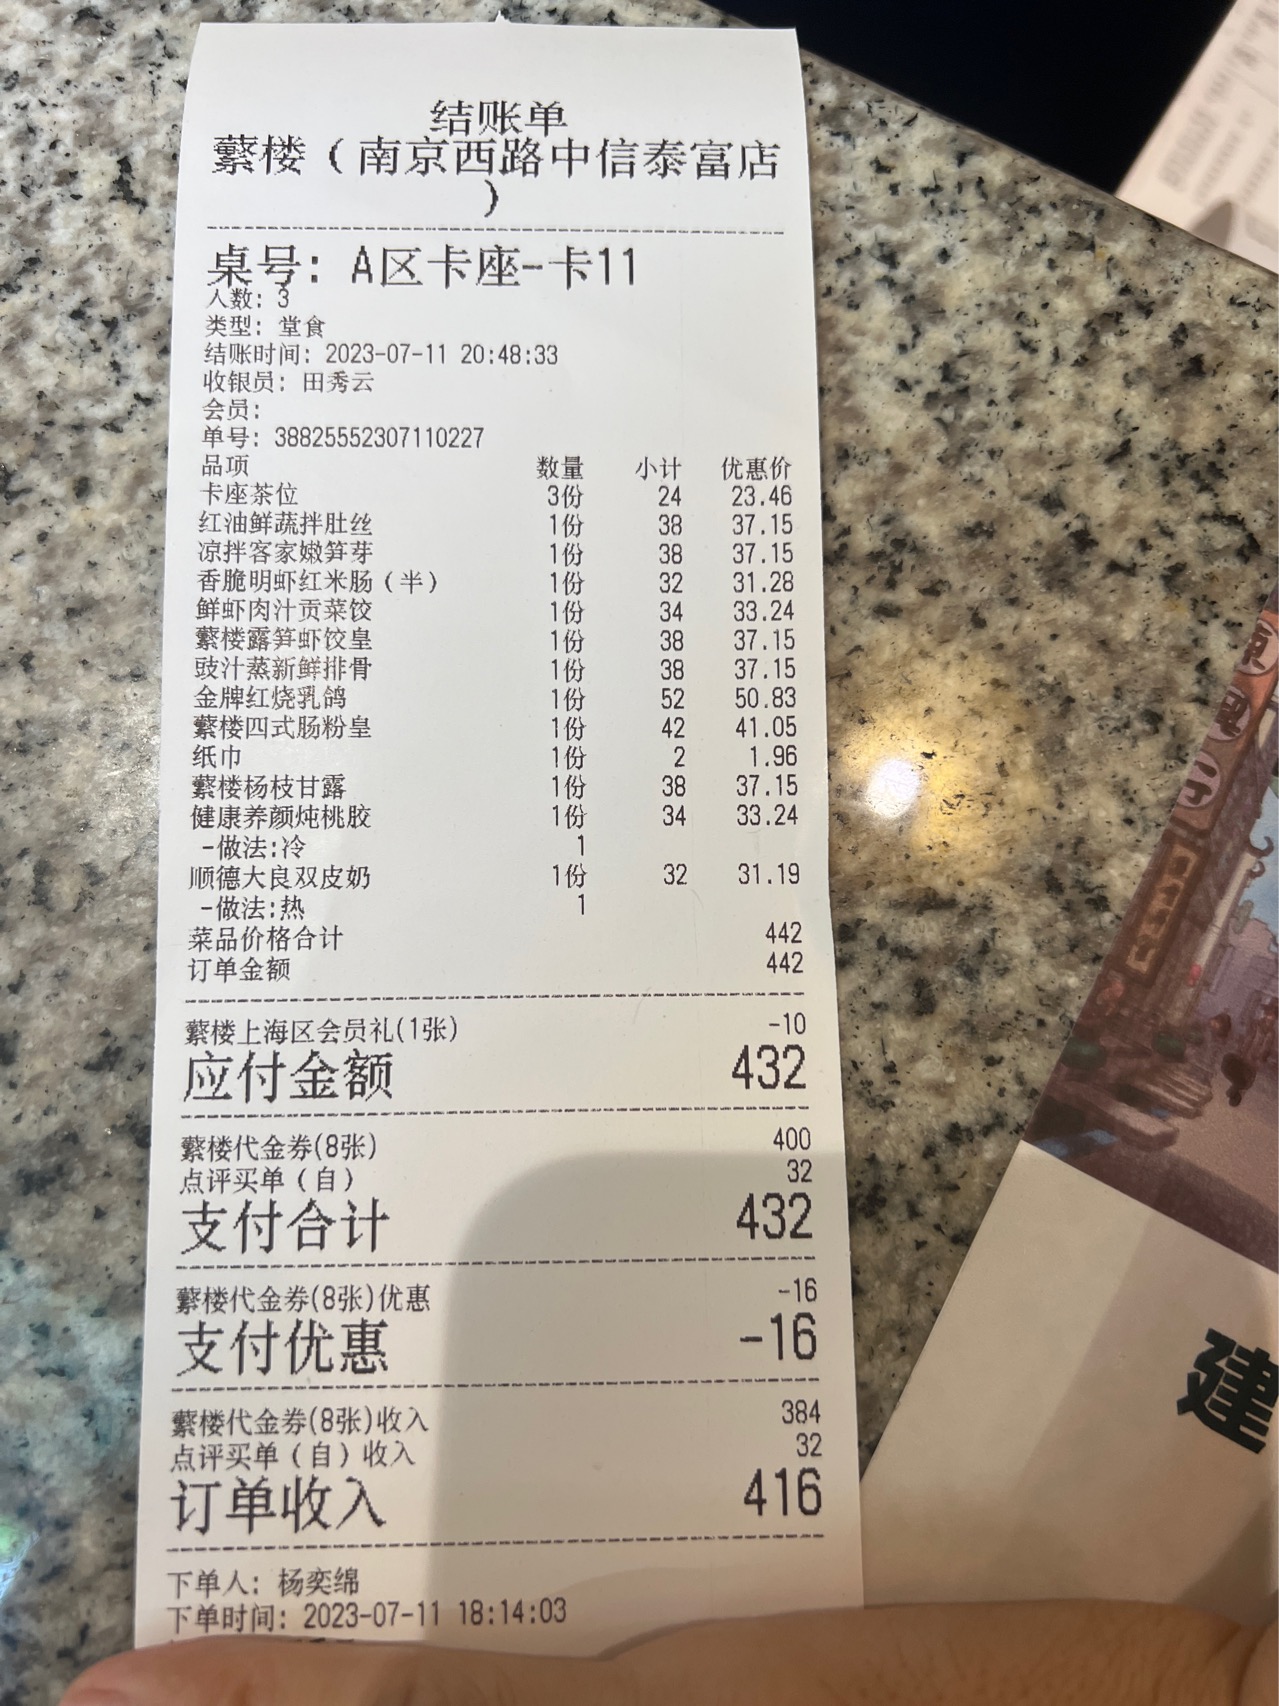 结账单
蘩楼（南京西路中信泰富店
）
桌号：A区卡座-卡11
人数：3
类型：堂食
结账时间：2023-07-11 20:48:33
收银员：田秀云
会员：
单号：388255552307110227
品项 数量 小计 优惠价
卡座茶位 3份 24 23.46
红油鲜蔬拌肚丝 1份 38 37.15
凉拌客家嫩笋芽 1份 38 37.15
香脆明虾红米肠（半） 1份 32 31.28
鲜虾肉汁贡菜饺 1份 34 33.24
蘩楼露笋虾饺皇 1份 38 37.15
豉汁蒸新鲜排骨 1份 38 37.15
金牌红烧乳鸽 1份 52 50.83
蘩楼四式肠粉皇 1份 42 41.05
纸巾 1份 2 1.96
蘩楼杨枝甘露 1份 38 37.15
健康养颜炖桃胶 1份 34 33.24
-做法:冷 1
顺德大良双皮奶 1份 32 31.19
-做法:热 1
菜品价格合计 442
订单金额 442
蘩楼上海区会员礼(1张) -10
应付金额 432
蘩楼代金券(8张) 400
点评买单（自） 32
支付合计 432
蘩楼代金券(8张)优惠 -16
支付优惠 -16
蘩楼代金券(8张)收入 384
点评买单（自）收入 32
订单收入 416
下单人：杨奕绵
下单时间：2023-07-11 18:14:03
建